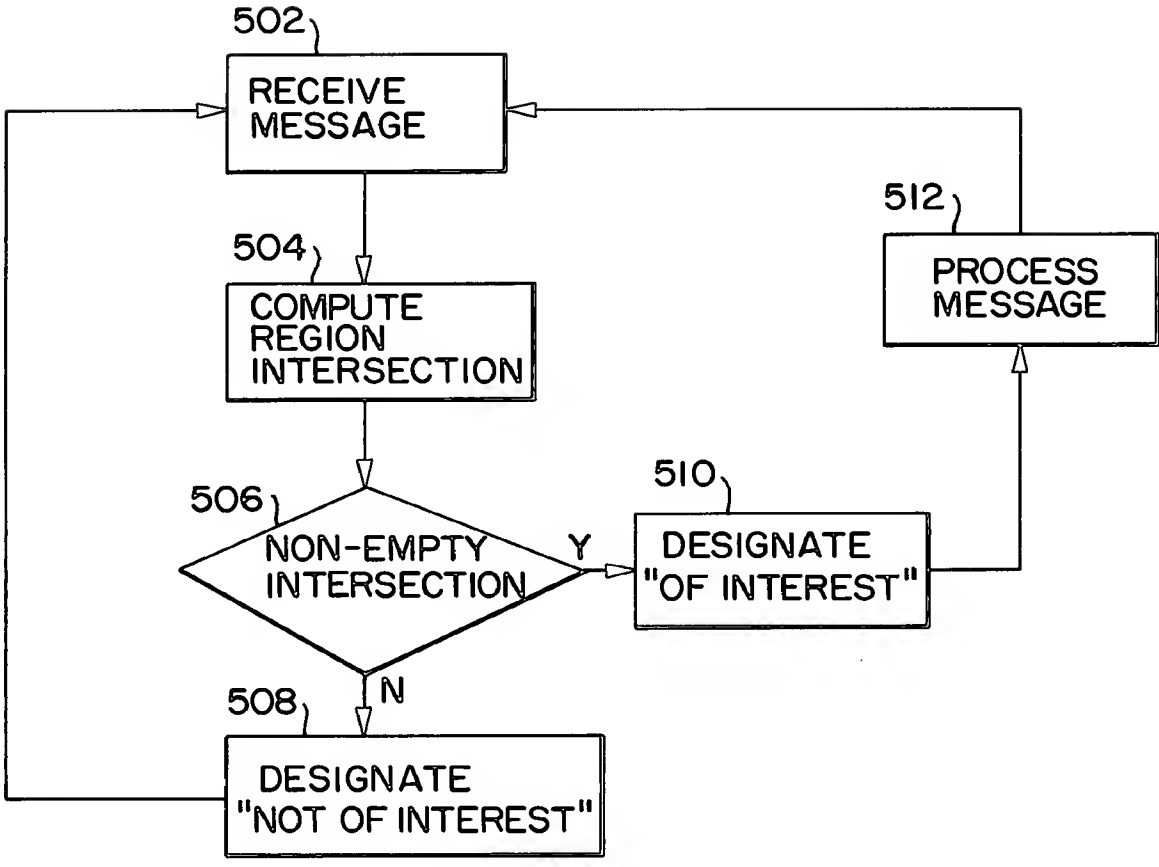 502
RECEIVE
MESSAGE
504
COMPUTE
REGION
INTERSECTION
506
NON-EMPTY
INTERSECTION
Y
N
508
DESIGNATE
"NOT OF INTEREST"
510
DESIGNATE
"OF INTEREST"
512
PROCESS
MESSAGE